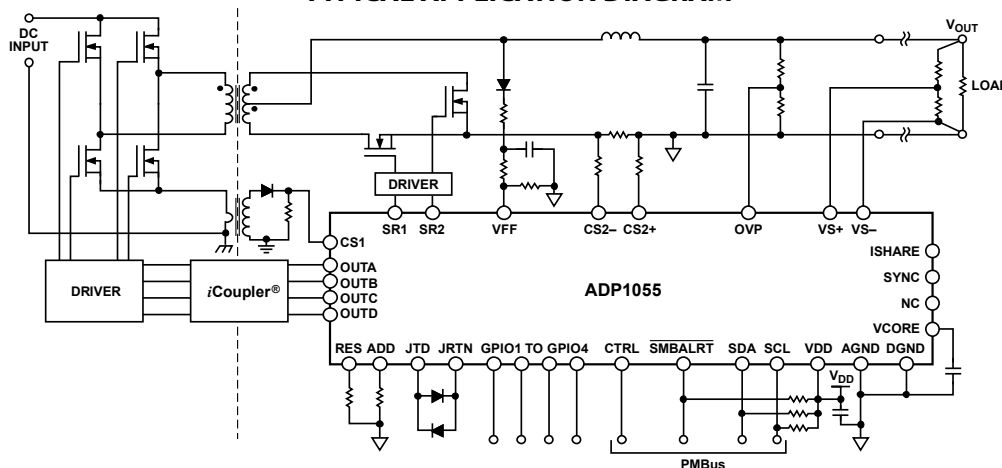 DC
INPUT
VOUT
LOAD
DRIVER
SR1 SR2 VFF CS2– CS2+ OVP VS+ VS–
CS1
OUTA
OUTB
OUTC
OUTD
DRIVER
iCoupler®
ADP1055
ISHARE
SYNC
NC
VCORE
RES ADD JTD JRTN GPIO1 TO GPIO4 CTRL SMBALRT SDA SCL VDD AGND DGND
VDD
PMBus